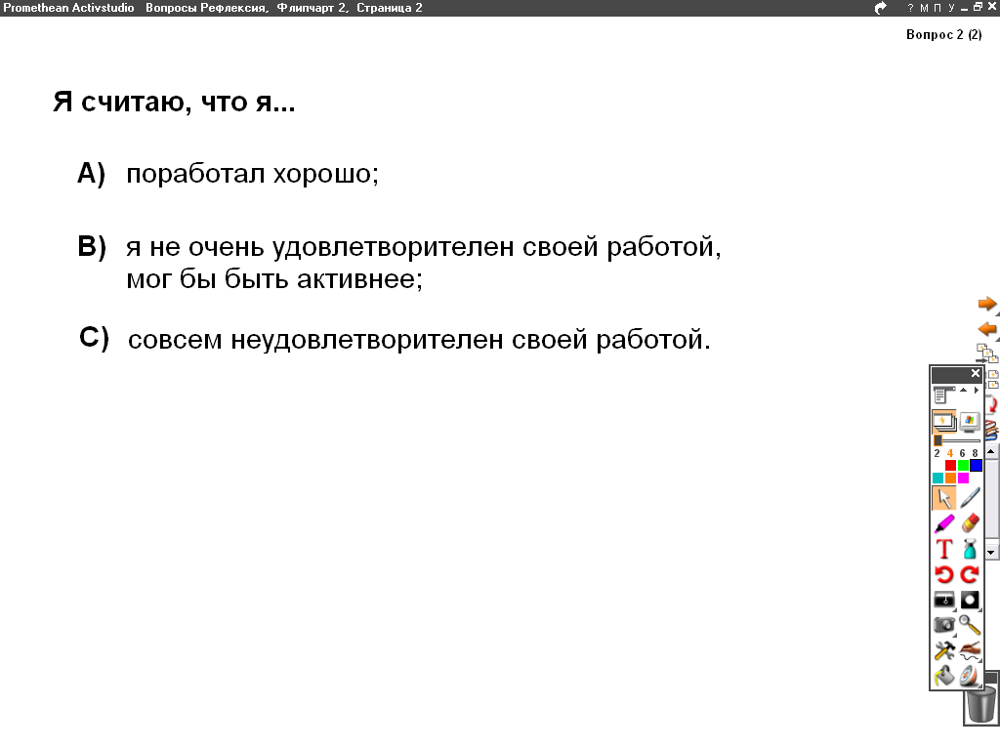 Promethean Activstudio Вопросы Рефлексия, Флипчарт 2, Страница 2
? М П У
Вопрос 2 (2)
Я считаю, что я...
A) поработал хорошо;
B) я не очень удовлетворителен своей работой,
мог бы быть активнее;
C) совсем неудовлетворителен своей работой.
2 4 6 8
T